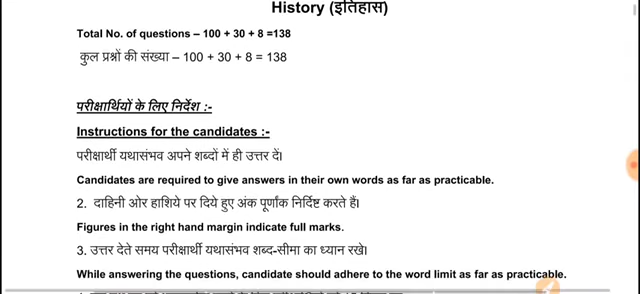 History (इतिहास)
Total No. of questions – 100 + 30 + 8 =138
कुल प्रश्नों की संख्या – 100 + 30 + 8 = 138
परीक्षार्थियों के लिए निर्देश :-
Instructions for the candidates :-
परीक्षार्थी यथासंभव अपने शब्दों में ही उत्तर दें।
Candidates are required to give answers in their own words as far as practicable.
2. दाहिनी ओर हाशिये पर दिये हुए अंक पूर्णांक निर्दिष्ट करते हैं।
Figures in the right hand margin indicate full marks.
3. उत्तर देते समय परीक्षार्थी यथासंभव शब्द-सीमा का ध्यान रखे।
While answering the questions, candidate should adhere to the word limit as far as practicable.